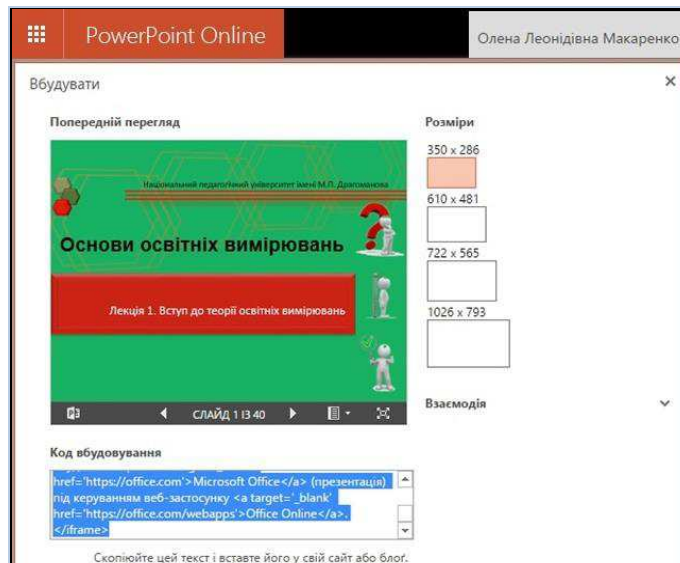 PowerPoint Online
Олена Леонідівна Макаренко
Вбудувати
Попередній перегляд
Національний педагогічний університет імені М.П. Драгоманова
Основи освітніх вимірювань
Лекція 1. Вступ до теорії освітніх вимірювань
СЛАЙД 1 ІЗ 40
Розміри
350 x 286
610 x 481
722 x 565
1026 x 793
Взаємодія
Код вбудовування
href='https://office.com'>Microsoft Office</a> (презентація)
під керуванням веб-застосунку <a target='_blank'
href='https://office.com/webapps'>Office Online</a>.
</iframe>
Скопіюйте цей текст і вставте його у свій сайт або блоґ.